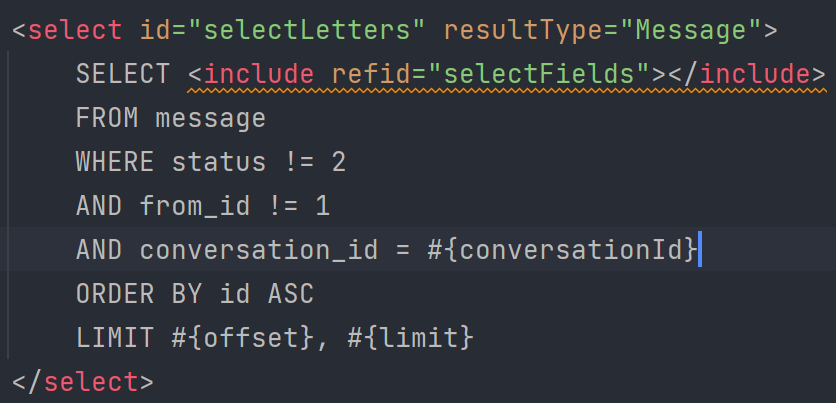 <select id="selectLetters" resultType="Message">
    SELECT <include refid="selectFields"></include>
    FROM message
    WHERE status != 2
    AND from_id != 1
    AND conversation_id = #{conversationId}
    ORDER BY id ASC
    LIMIT #{offset}, #{limit}
</select>